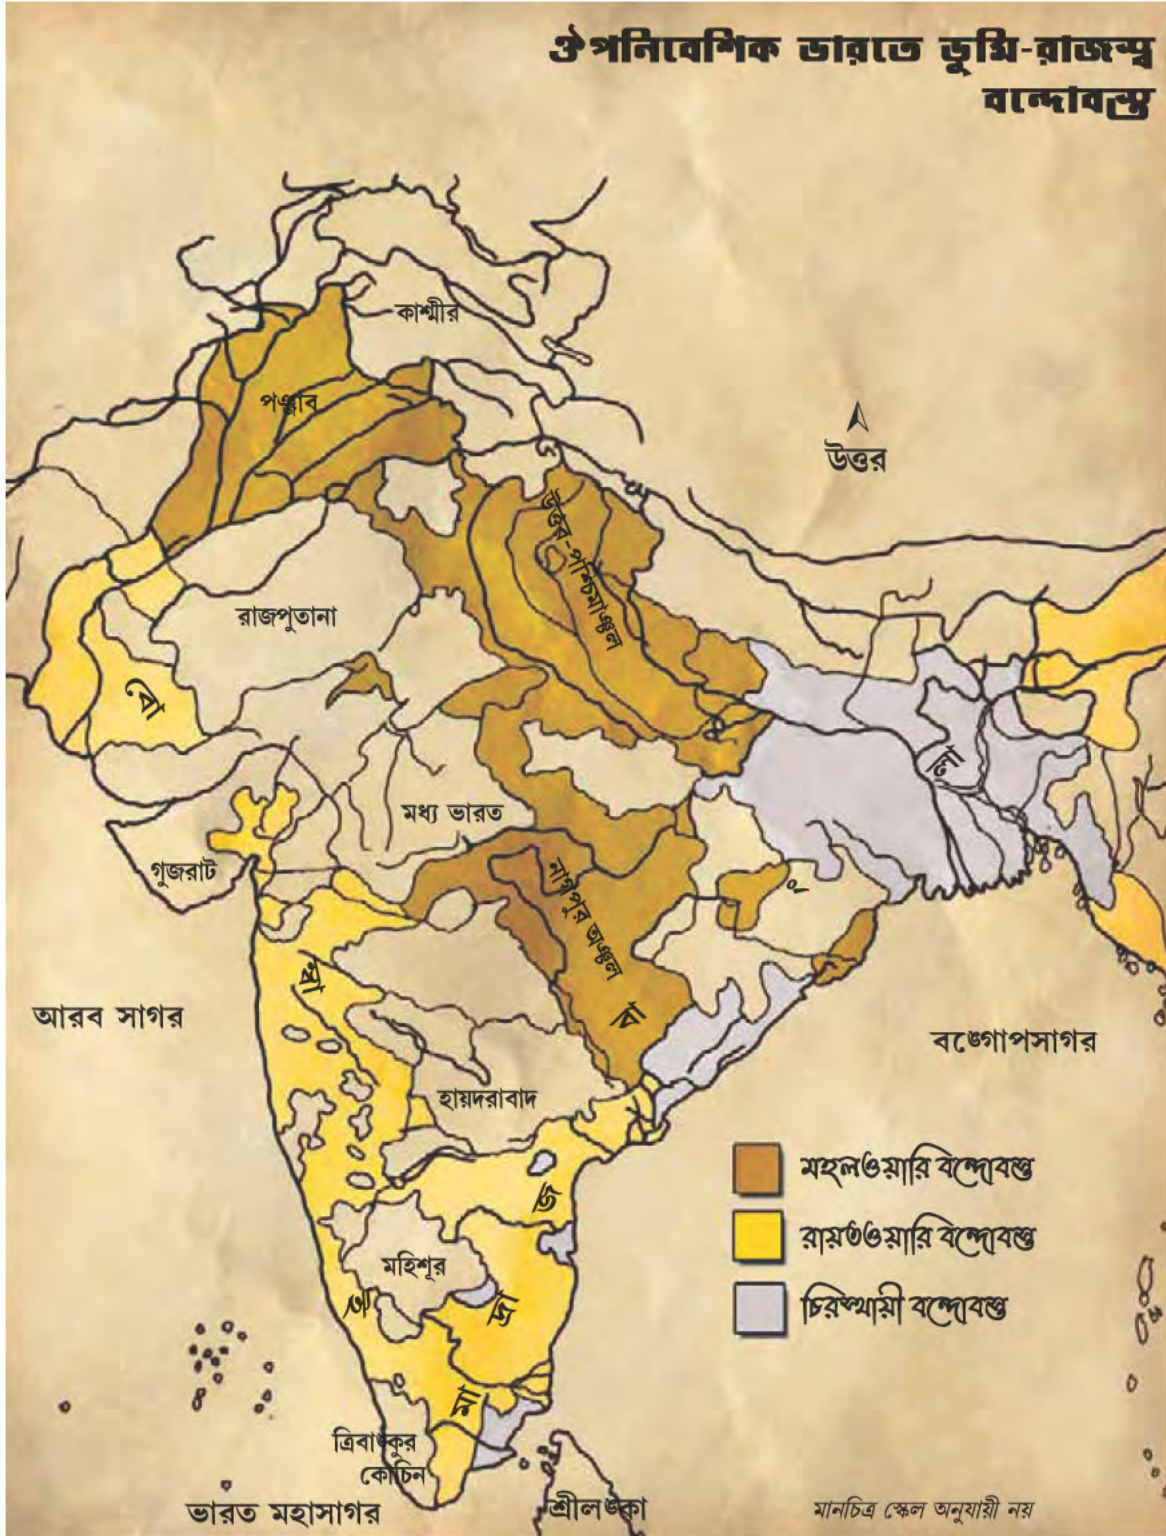 ঔপনিবেশিক ভারতে ভূমি-রাজস্ব
বন্দোবস্ত
কাশ্মীর
পঞ্জাব
উত্তর
উত্তর-পশ্চিমাঞ্চল
রাজপুতানা
বো
লা
মধ্য ভারত
গুজরাট
নাগপুর অঞ্চল
ং
ম্বা
বা
আরব সাগর
বঙ্গোপসাগর
হায়দরাবাদ
মহলওয়ারি বন্দোবস্ত
রায়তওয়ারি বন্দোবস্ত
মহিশূর
চিরস্থায়ী বন্দোবস্ত
দ্রা
মা
ত্রিবাঙ্কুর
কোচিন
ভারত মহাসাগর
শ্রীলঙ্কা
মানচিত্র স্কেল অনুযায়ী নয়